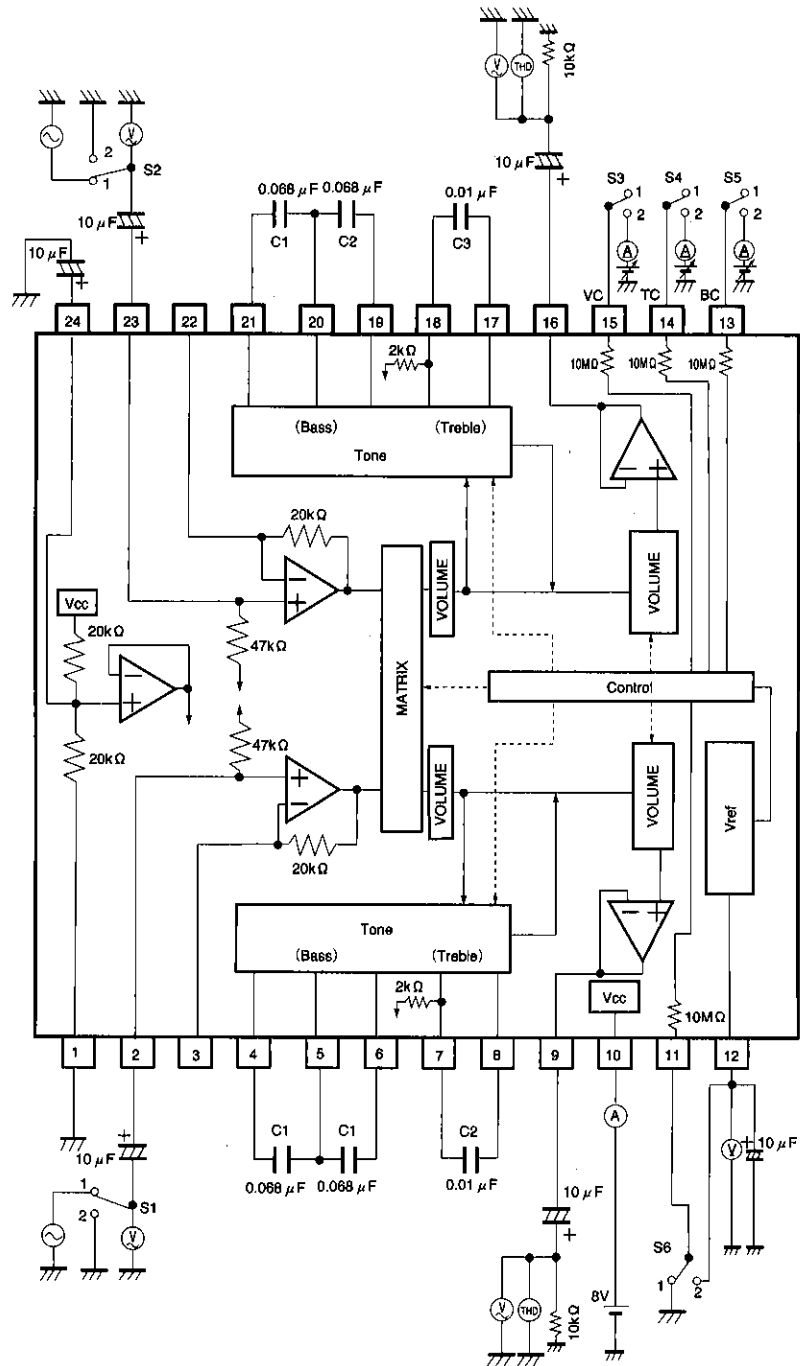 V THD 10kΩ
10 μF +
2
1 S2 V
10 μF +
10 μF +
0.068 μF 0.068 μF
C1 C2
0.01 μF
C3
S3 1 2 A
S4 1 2 A
S5 1 2 A
VC TC BC
24 23 22 21 20 19 18 17 16 15 14 13
2kΩ
10MΩ 10MΩ 10MΩ
(Bass) (Treble)
Tone
20kΩ
Vcc
20kΩ
47kΩ
MATRIX
VOLUME
VOLUME
Control
20kΩ
47kΩ
VOLUME
VOLUME
Vref
20kΩ
Tone
(Bass) (Treble)
2kΩ
Vcc
10MΩ
1 2 3 4 5 6 7 8 9 10 11 12
10 μF +
1 2 S1 V
C1 C1
0.068 μF 0.068 μF
C2
0.01 μF
10 μF +
V THD 10kΩ
A
8V
S6
1 2
V + 10 μF